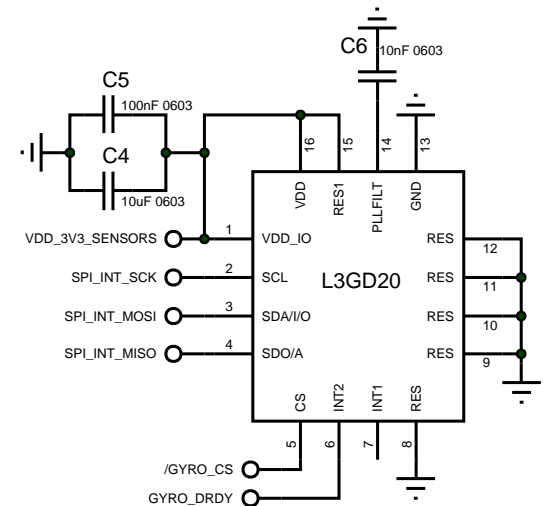 C6
10nF 0603
C5
100nF 0603
C4
10uF 0603
16
15
14
13
VDD
RES1
PLLFILT
GND
VDD_3V3_SENSORS
1
VDD_IO
RES
12
SPI_INT_SCK
2
SCL
L3GD20
RES
11
SPI_INT_MOSI
3
SDA/I/O
RES
10
SPI_INT_MISO
4
SDO/A
RES
9
CS
INT2
INT1
RES
5
6
7
8
/GYRO_CS
GYRO_DRDY